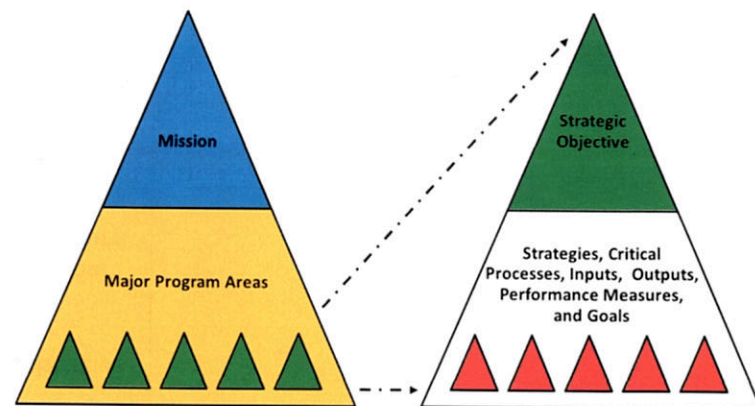 Mission
Major Program Areas
Strategic
Objective
Strategies, Critical
Processes, Inputs, Outputs,
Performance Measures,
and Goals